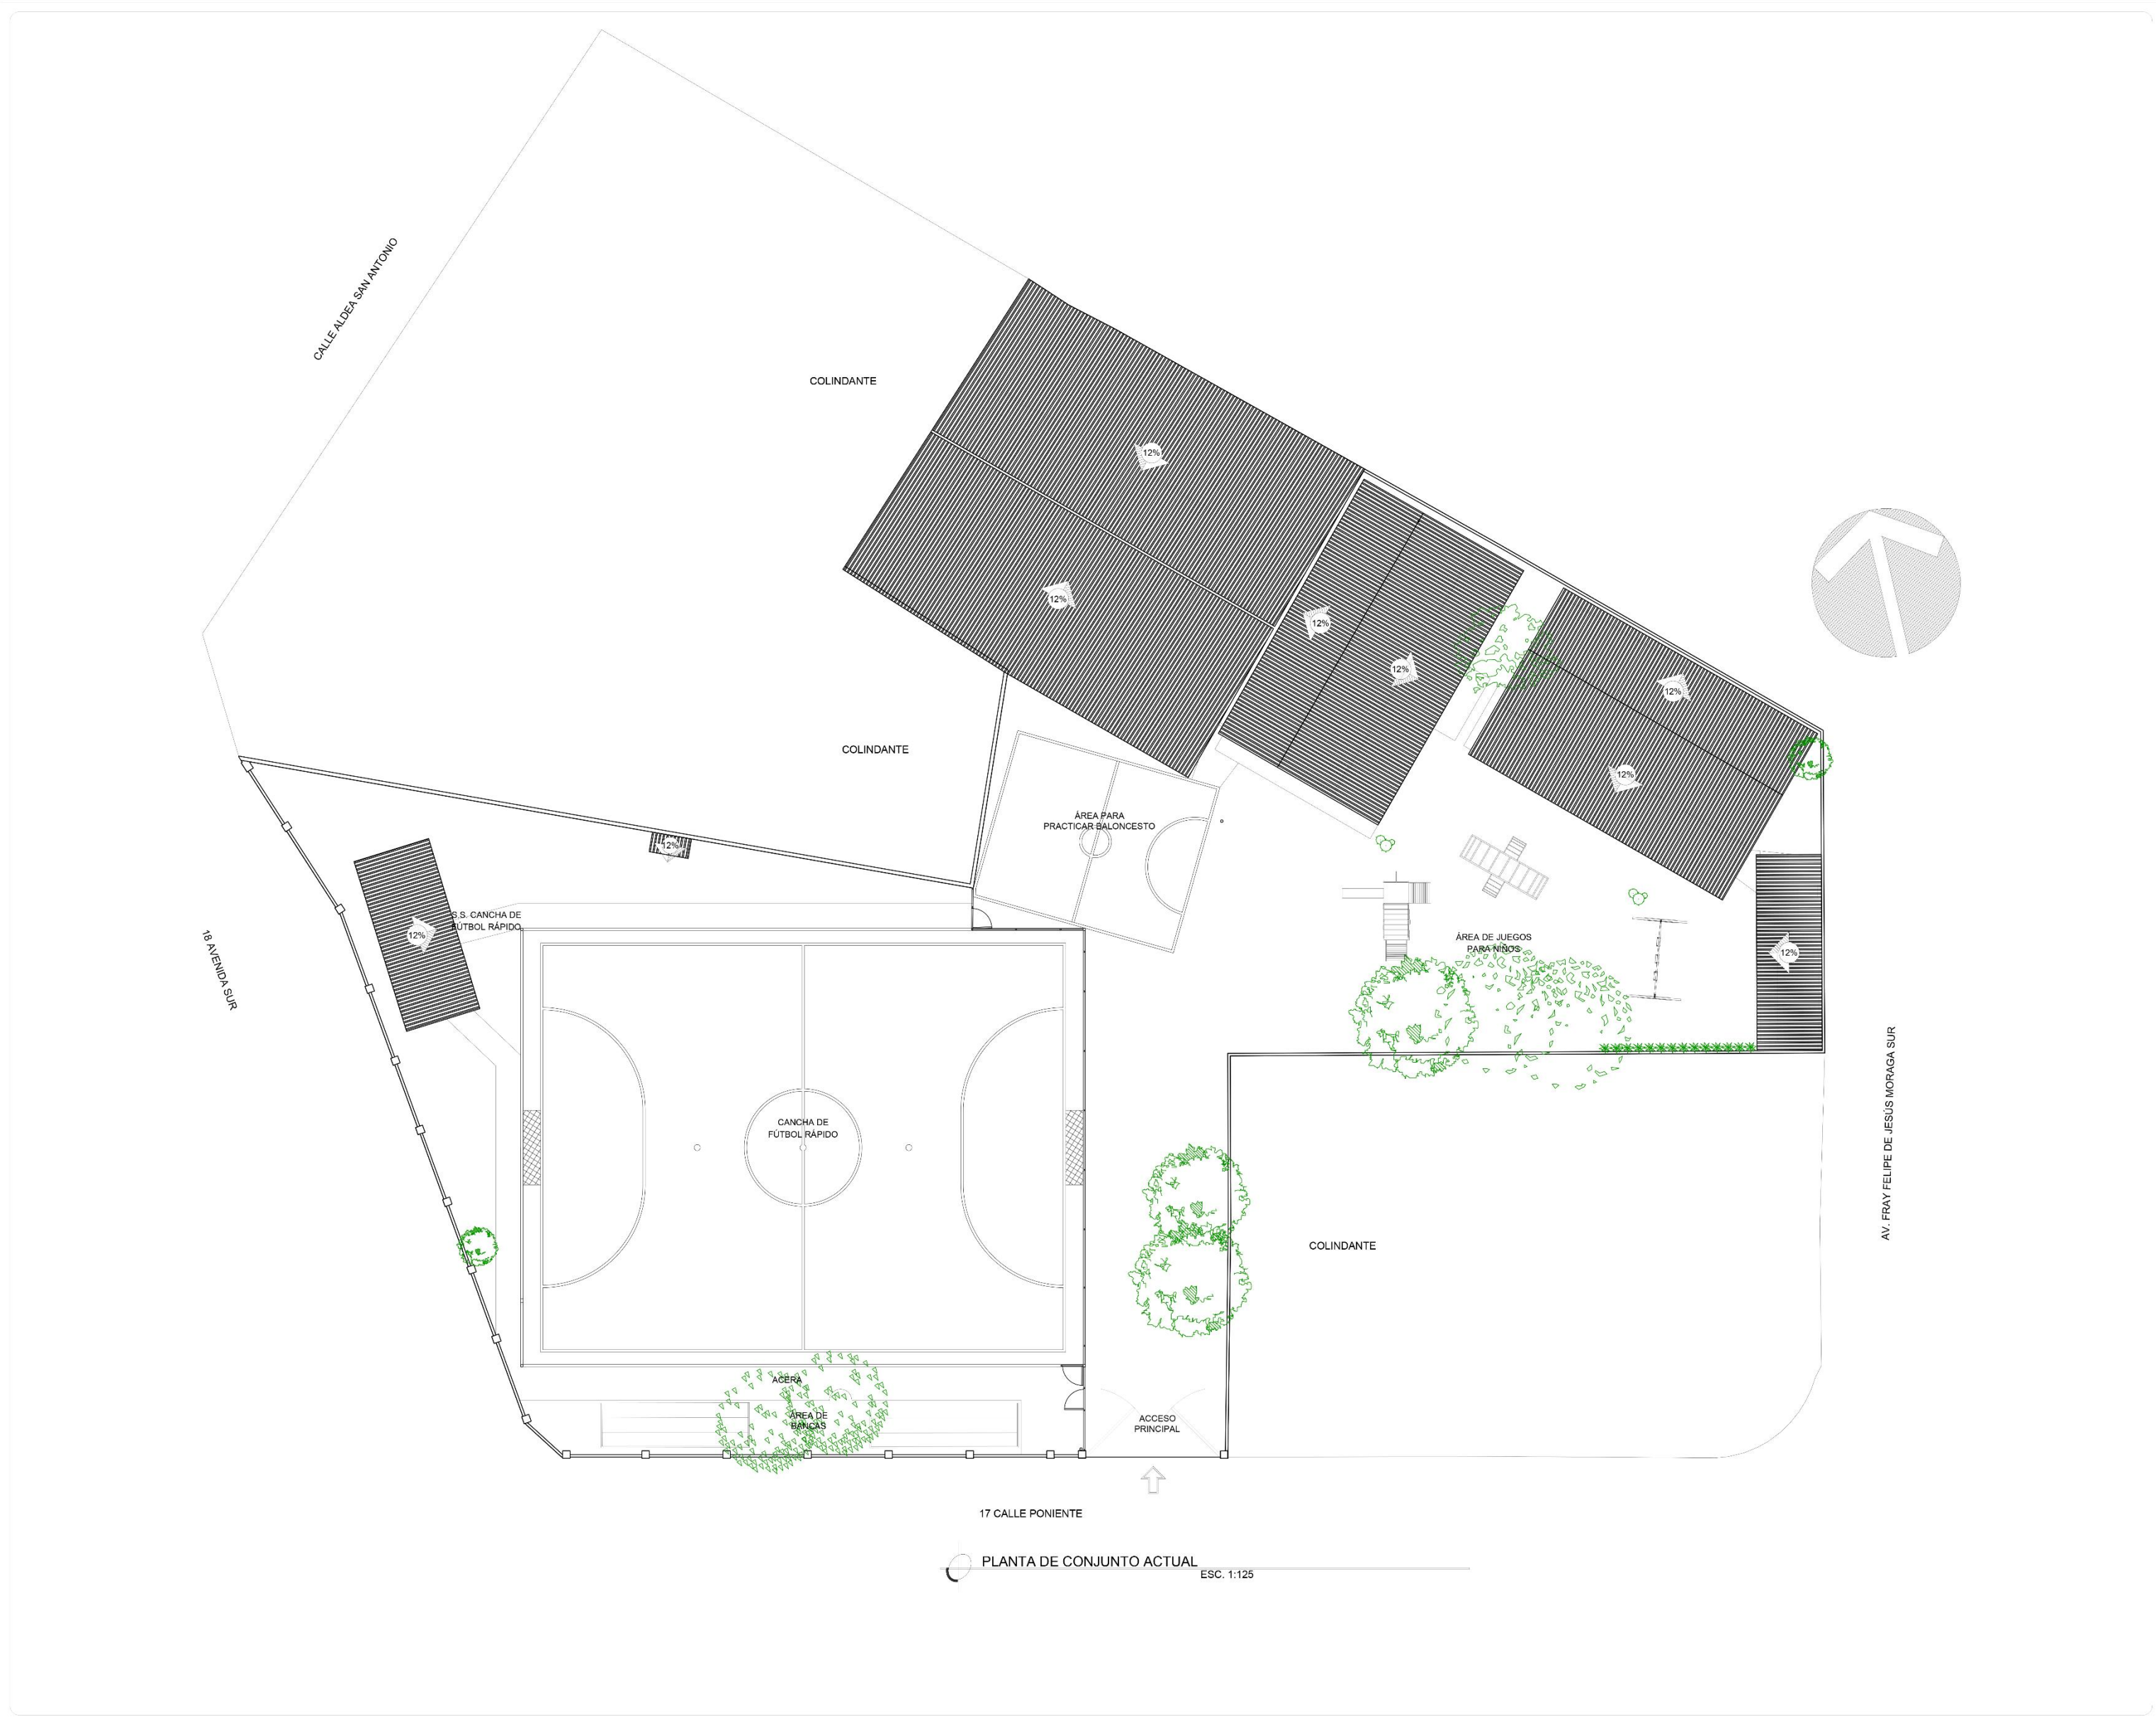 CALLE ALDEA SAN ANTONIO
COLINDANTE
12%
12%
12%
12%
12%
12%
COLINDANTE
ÁREA PARA
PRACTICAR BALONCESTO
12%
12%
12%
S.S. CANCHA DE
FÚTBOL RÁPIDO
18 AVENIDA SUR
ÁREA DE JUEGOS
PARA NIÑOS
AV. FRAY FELIPE DE JESÚS MORAGA SUR
CANCHA DE
FÚTBOL RÁPIDO
COLINDANTE
ACERA
ÁREA DE
BANCAS
ACCESO
PRINCIPAL
17 CALLE PONIENTE
PLANTA DE CONJUNTO ACTUAL
ESC. 1:125